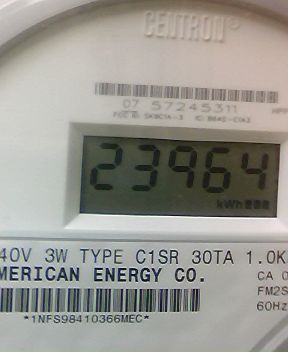 CENTRON®
07 57245311
23964
kWh
40V 3W TYPE C1SR 30TA 1.0K
MERICAN ENERGY CO.
CA 0
FM2S
60Hz
*1NFS98410366MEC*